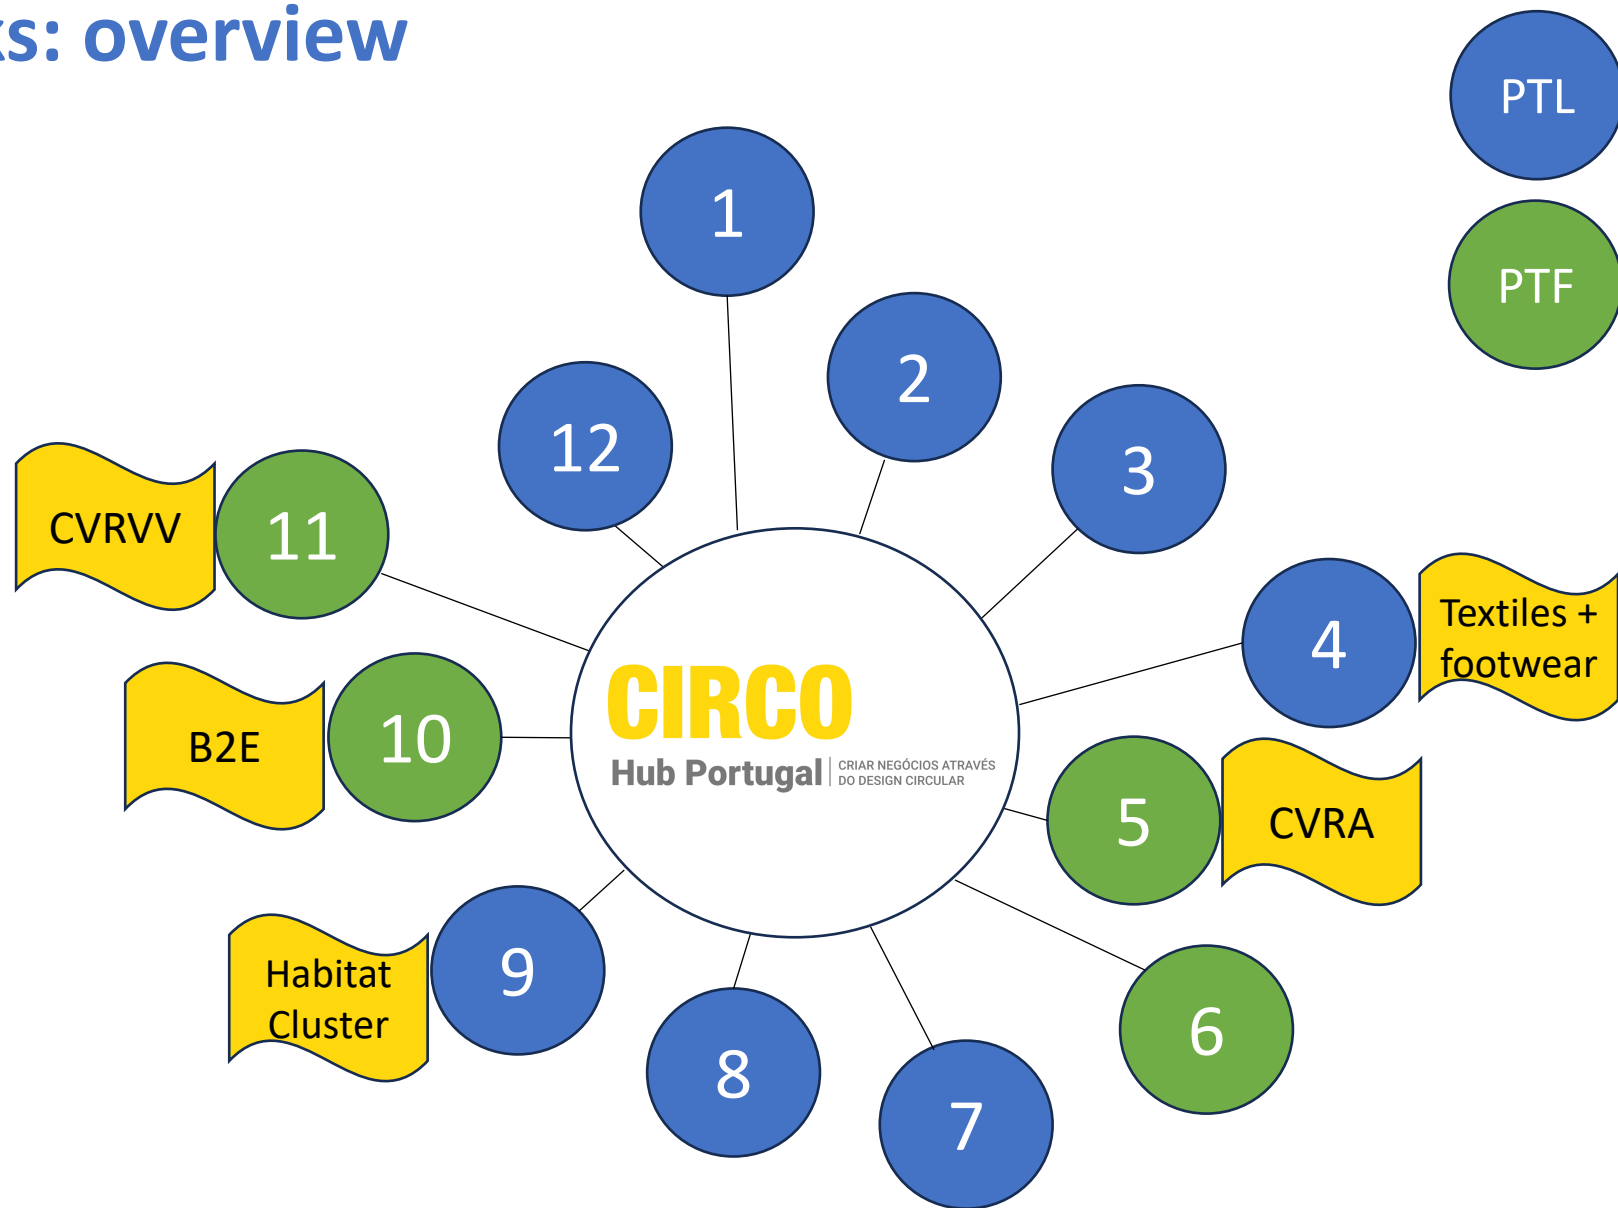 overview
PTL
1
PTF
2
12
3
CVRVV
11
Textiles +
footwear
4
CIRCO
Hub Portugal
CRIAR NEGÓCIOS ATRAVÉS
DO DESIGN CIRCULAR
B2E
10
5
CVRA
Habitat
Cluster
9
6
8
7